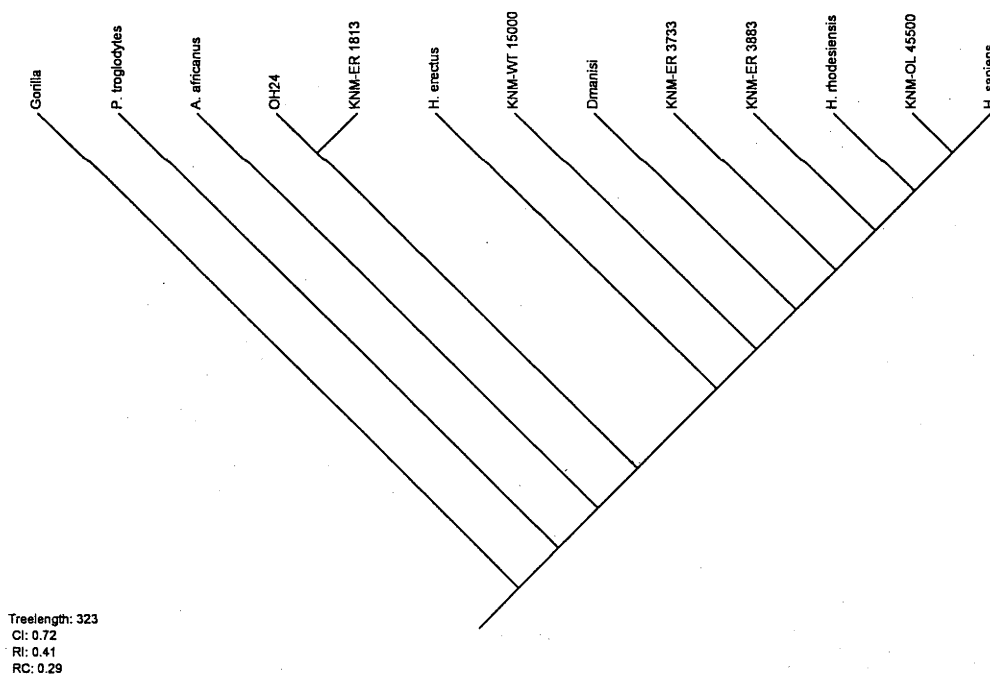 Gorilla
P. troglodytes
A. africanus
OH24
KNM-ER 1813
H. erectus
KNM-WT 15000
Dmanisi
KNM-ER 3733
KNM-ER 3883
H. rhodesiensis
KNM-OL 45500
H. sapiens
Treelength: 323
CI: 0.72
RI: 0.41
RC: 0.29